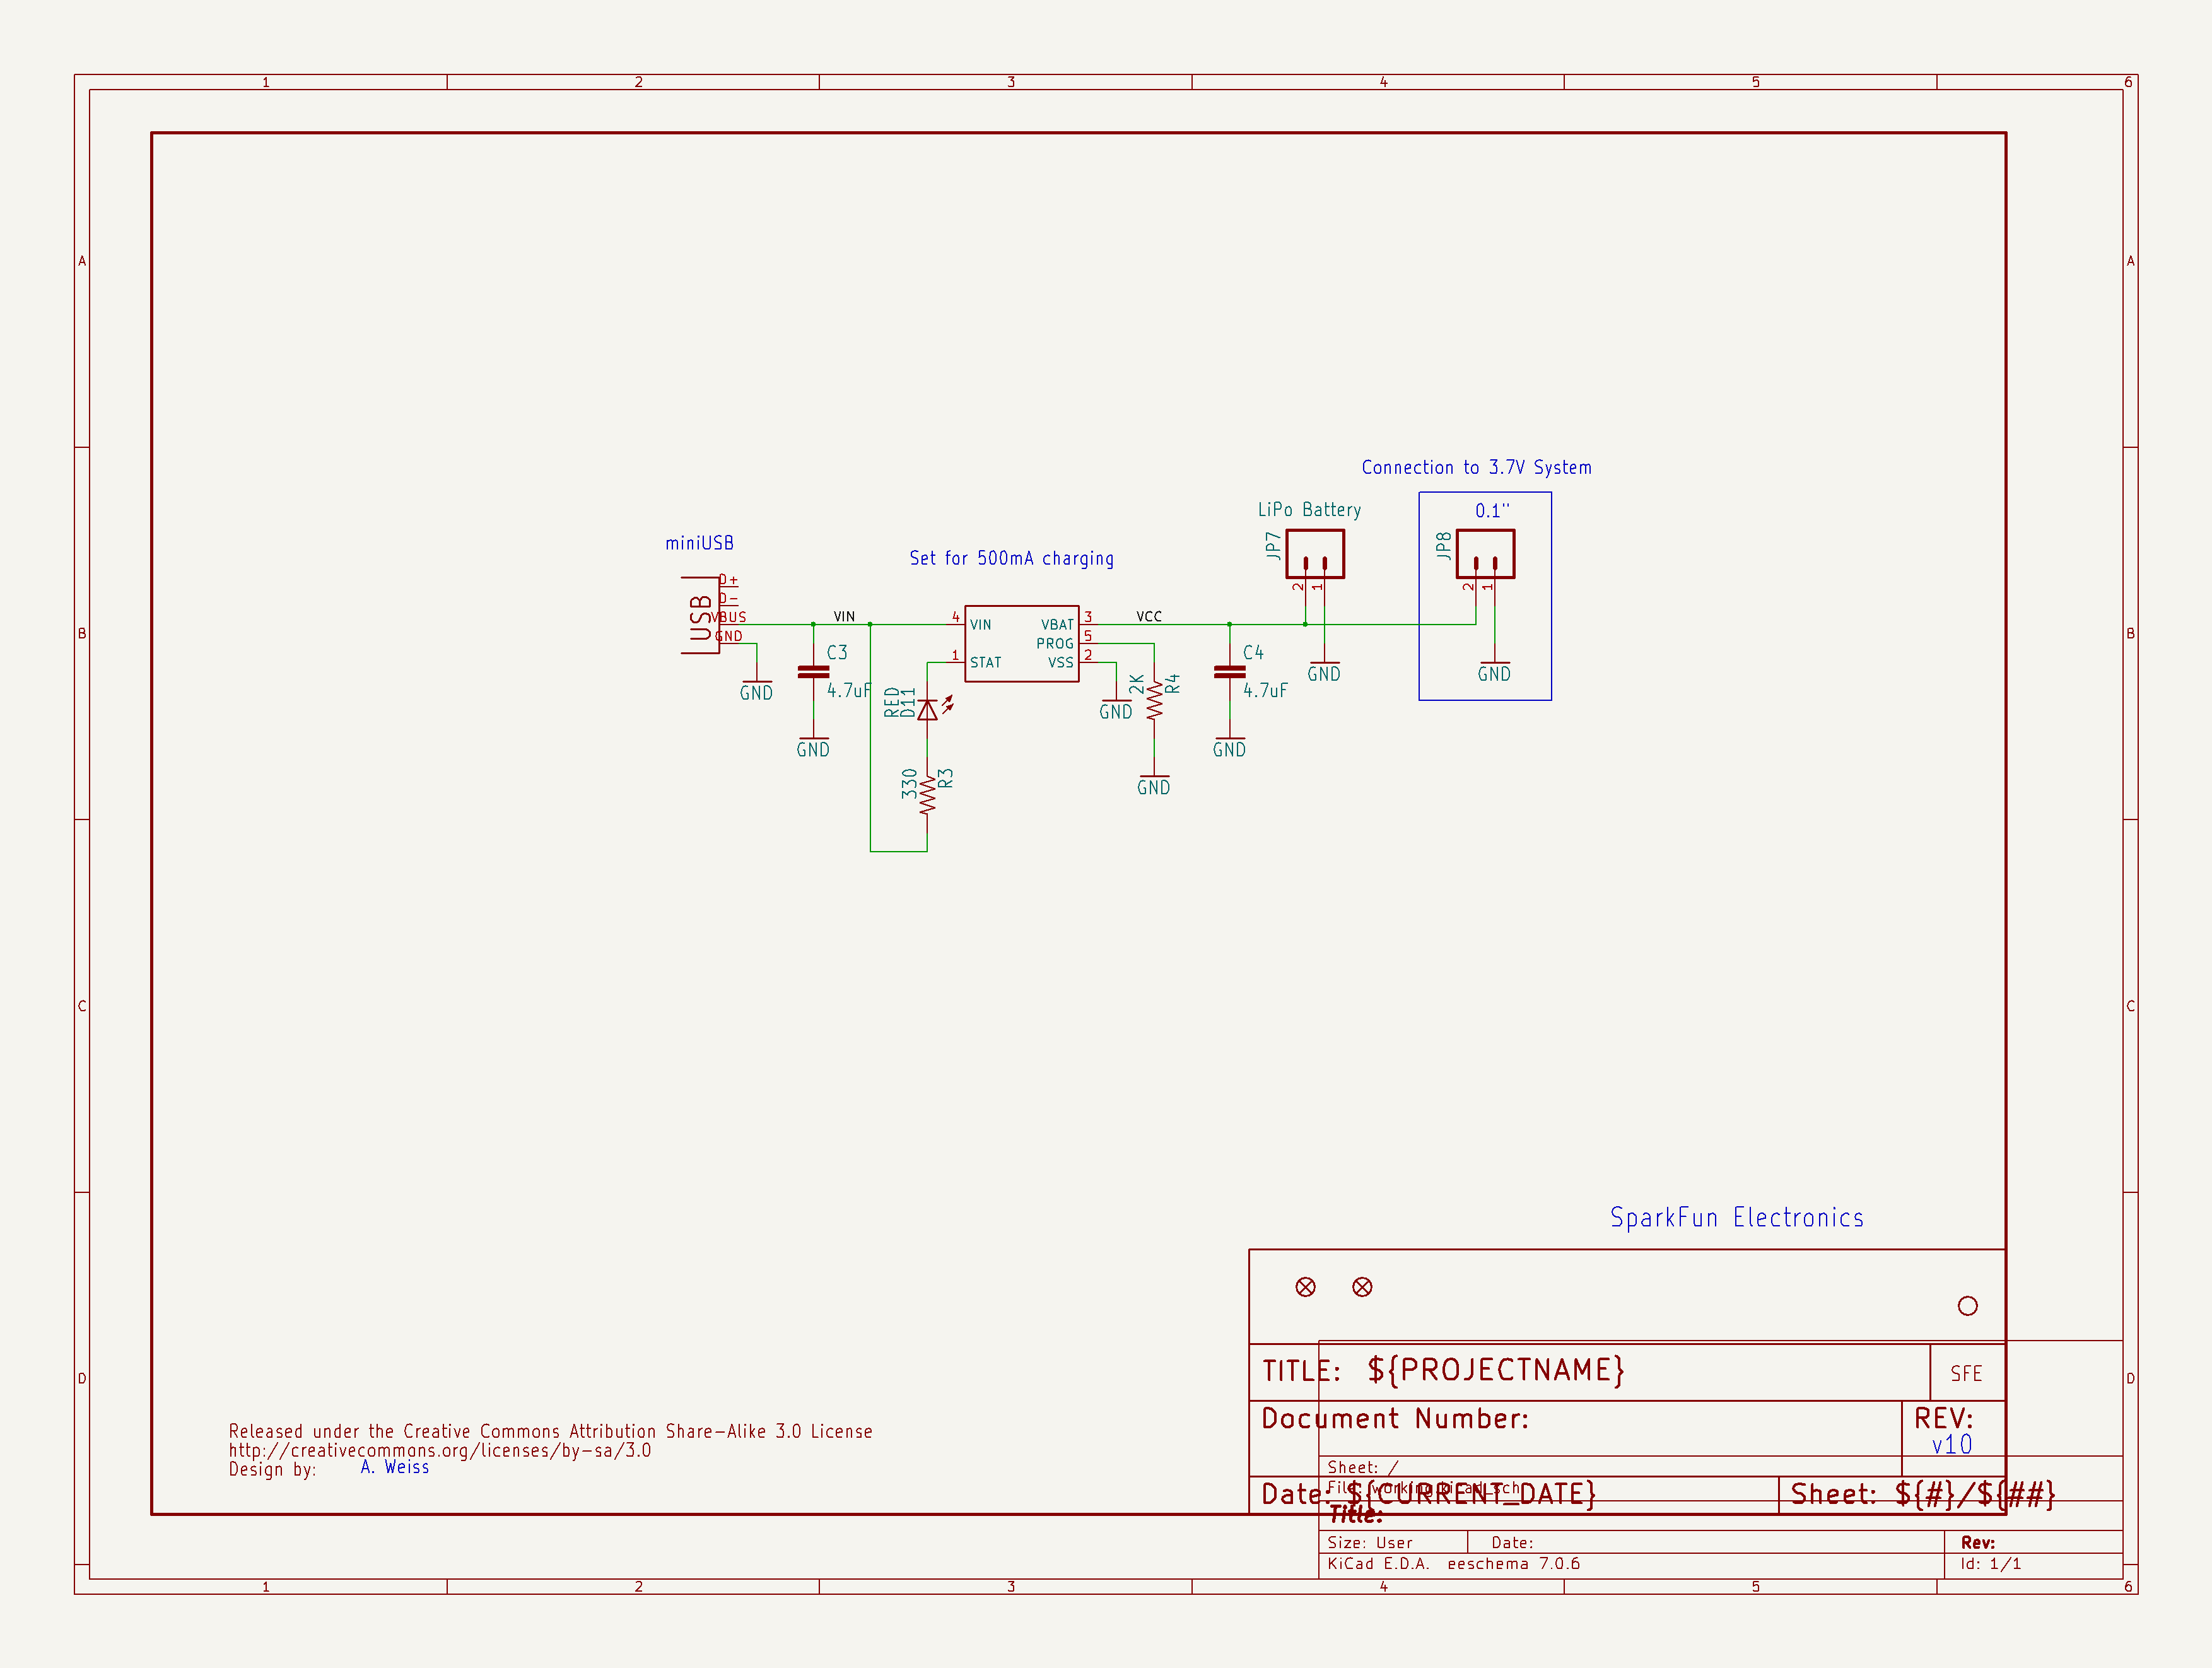 1 2 3 4 5 6
A A
Connection to 3.7V System
LiPo Battery
0.1"
JP7
JP8
2 1
2 1
miniUSB
Set for 500mA charging
USB
D+
D-
VBUS
GND
VIN
4 VIN
1 STAT
VBAT 3
PROG 5
VSS 2
VCC
B B
GND
C3
4.7uF
GND
RED
D11
330
R3
GND
2K
R4
GND
C4
4.7uF
GND
GND
GND
C C
SparkFun Electronics
TITLE: ${PROJECTNAME}
SFE
D D
Document Number:
REV:
v10
Released under the Creative Commons Attribution Share-Alike 3.0 License
http://creativecommons.org/licenses/by-sa/3.0
Design by: A. Weiss
Sheet: /
File: working.kicad_sch
Date: ${CURRENT_DATE}
Sheet: ${#}/${##}
Title:
Size: User Date: Rev:
KiCad E.D.A. eeschema 7.0.6 Id: 1/1
1 2 3 4 5 6